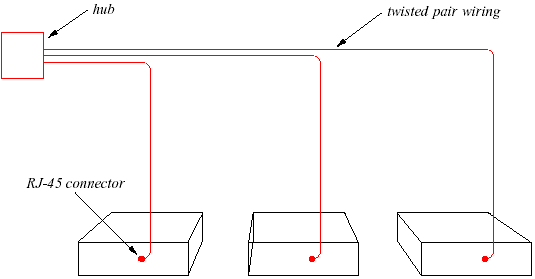 hub
twisted pair wiring
RJ-45 connector